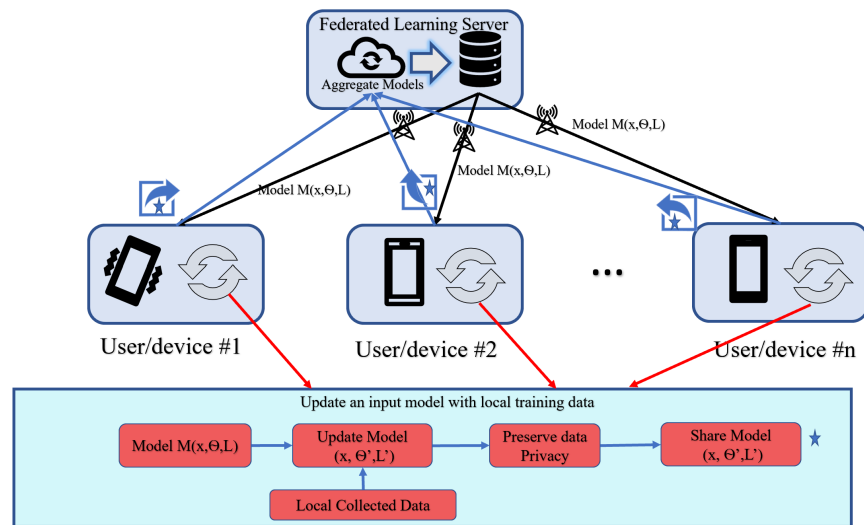 Federated Learning Server
Aggregate Models
Model M(x,Θ,L)
Model M(x,Θ,L)
Model M(x,Θ,L)
...
User/device #1
User/device #2
User/device #n
Update an input model with local training data
Model M(x,Θ,L)
Update Model
(x, Θ’,L’)
Preserve data
Privacy
Share Model
(x, Θ’,L’)
Local Collected Data